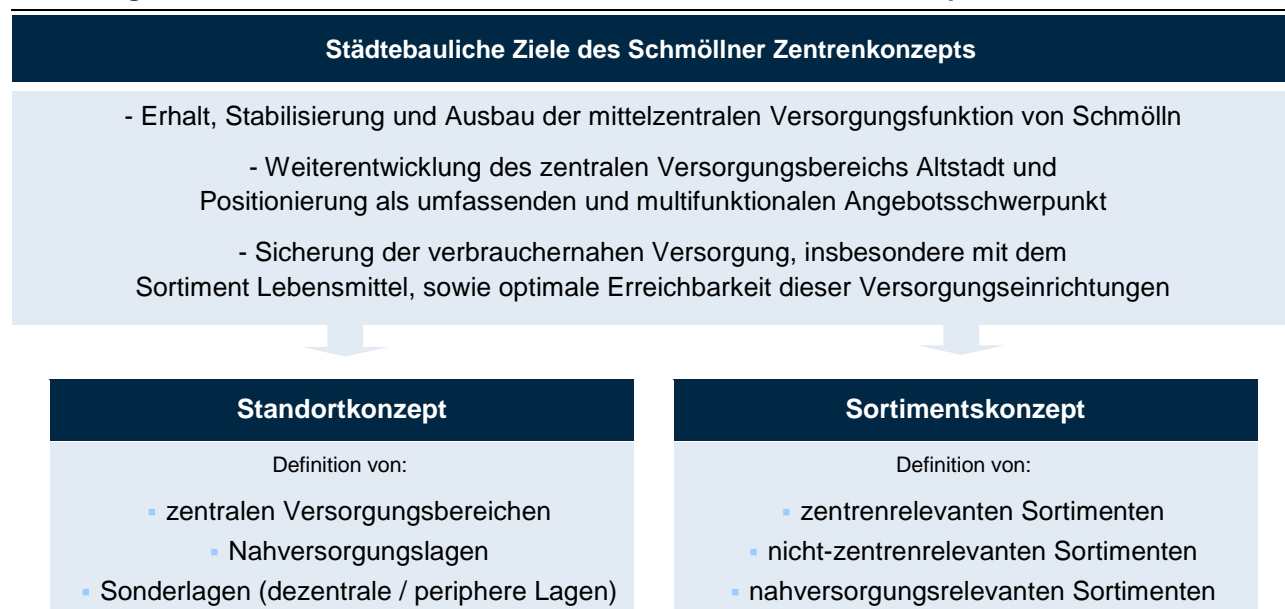 Städtebauliche Ziele des Schmöllner Zentrenkonzepts
- Erhalt, Stabilisierung und Ausbau der mittelzentralen Versorgungsfunktion von Schmölln
- Weiterentwicklung des zentralen Versorgungsbereichs Altstadt und
Positionierung als umfassenden und multifunktionalen Angebotsschwerpunkt
- Sicherung der verbrauchernahen Versorgung, insbesondere mit dem
Sortiment Lebensmittel, sowie optimale Erreichbarkeit dieser Versorgungseinrichtungen
Standortkonzept
Definition von:
▪ zentralen Versorgungsbereichen
▪ Nahversorgungslagen
▪ Sonderlagen (dezentrale / periphere Lagen)
Sortimentskonzept
Definition von:
▪ zentrenrelevanten Sortimenten
▪ nicht-zentrenrelevanten Sortimenten
▪ nahversorgungsrelevanten Sortimenten